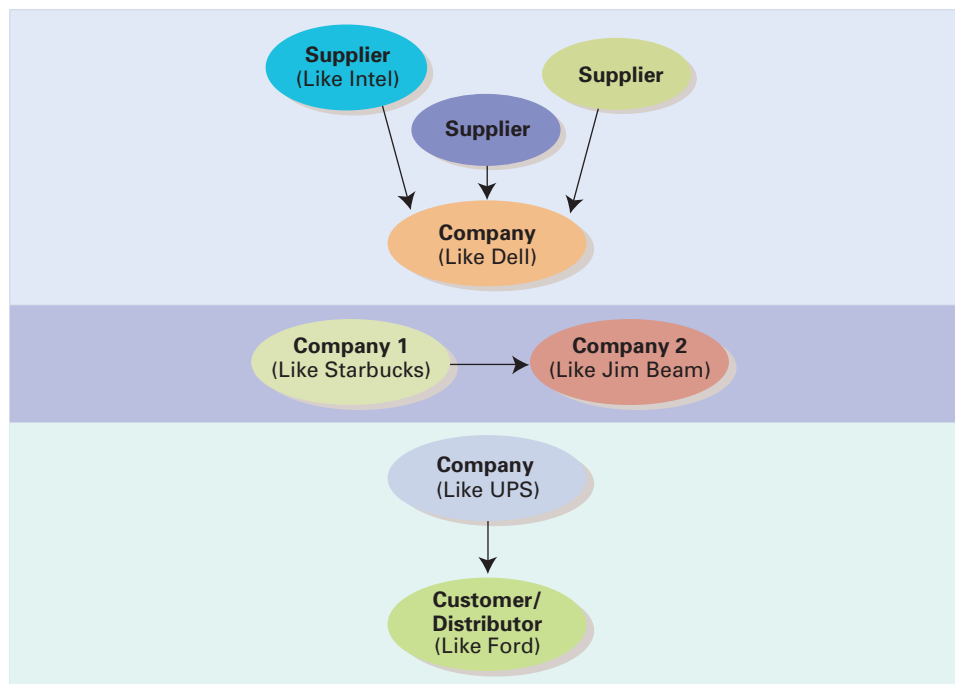 Supplier
(Like Intel)
Supplier
Supplier
Company
(Like Dell)
Company 1
(Like Starbucks)
Company 2
(Like Jim Beam)
Company
(Like UPS)
Customer/
Distributor
(Like Ford)